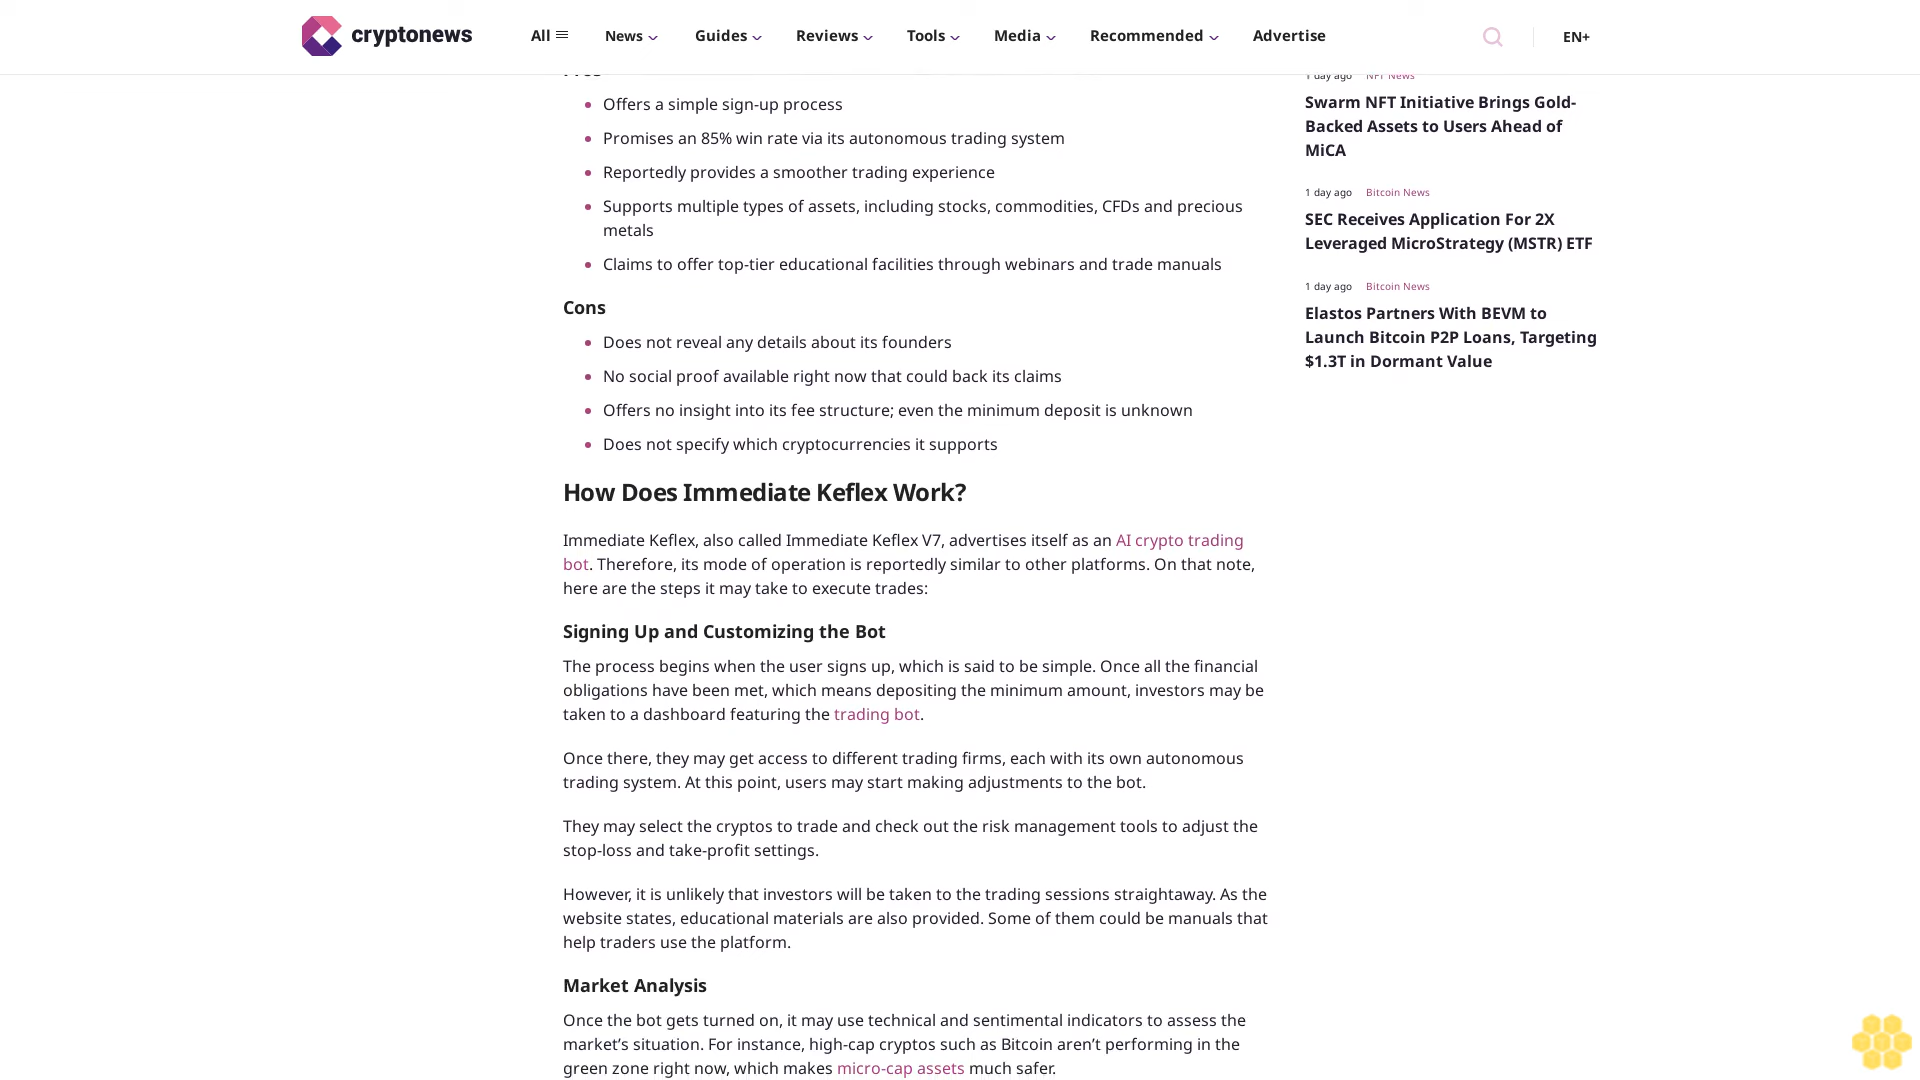 cryptonews
All
News
Guides
Reviews
Tools
Media
Recommended
Advertise
EN+
Offers a simple sign-up process
Promises an 85% win rate via its autonomous trading system
Reportedly provides a smoother trading experience
Supports multiple types of assets, including stocks, commodities, CFDs and precious
metals
Claims to offer top-tier educational facilities through webinars and trade manuals
Cons
Does not reveal any details about its founders
No social proof available right now that could back its claims
Offers no insight into its fee structure; even the minimum deposit is unknown
Does not specify which cryptocurrencies it supports
How Does Immediate Keflex Work?
Immediate Keflex, also called Immediate Keflex V7, advertises itself as an AI crypto trading
bot. Therefore, its mode of operation is reportedly similar to other platforms. On that note,
here are the steps it may take to execute trades:
Signing Up and Customizing the Bot
The process begins when the user signs up, which is said to be simple. Once all the financial
obligations have been met, which means depositing the minimum amount, investors may be
taken to a dashboard featuring the trading bot.
Once there, they may get access to different trading firms, each with its own autonomous
trading system. At this point, users may start making adjustments to the bot.
They may select the cryptos to trade and check out the risk management tools to adjust the
stop-loss and take-profit settings.
However, it is unlikely that investors will be taken to the trading sessions straightaway. As the
website states, educational materials are also provided. Some of them could be manuals that
help traders use the platform.
Market Analysis
Once the bot gets turned on, it may use technical and sentimental indicators to assess the
market’s situation. For instance, high-cap cryptos such as Bitcoin aren’t performing in the
green zone right now, which makes micro-cap assets much safer.
1 day ago NFT News
Swarm NFT Initiative Brings Gold-
Backed Assets to Users Ahead of
MiCA
1 day ago Bitcoin News
SEC Receives Application For 2X
Leveraged MicroStrategy (MSTR) ETF
1 day ago Bitcoin News
Elastos Partners With BEVM to
Launch Bitcoin P2P Loans, Targeting
$1.3T in Dormant Value